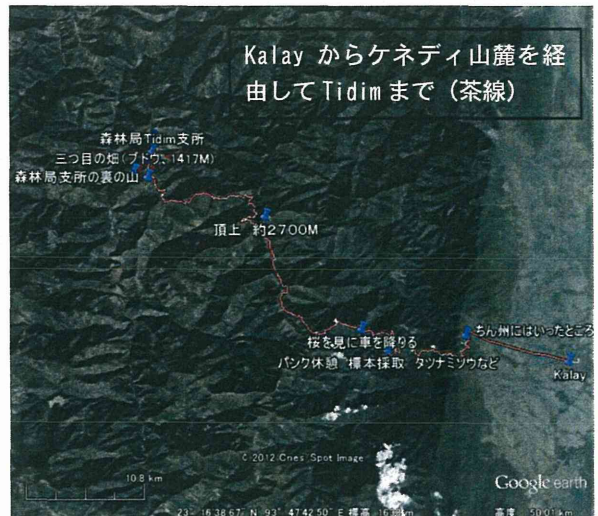 Kalay からケネディ山麓を経
由してTidimまで（茶線）
森林局Tidim支所
三つ目の畑(ブドウ、1417M)
森林局支所の裏の山
頂上　約2700M
ちん州にはいったところ
桜を見に車を降りる
パンク休憩　標本採取　タツナミソウなど
Kalay
© 2012 Cnes Spot Image
10.8 km
Google earth
高度 50.01 km